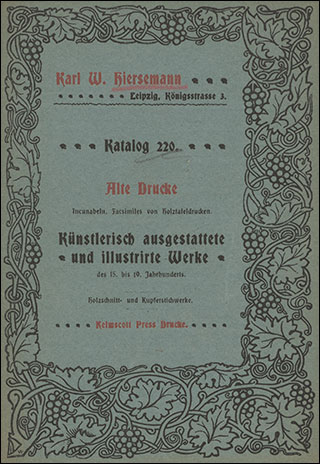 Karl W. Hiersemann
Leipzig, Königsstrasse 3.
Katalog 220.
Alte Drucke
Incunabeln. Facsimiles von Holztafeldrucken
Künstlerisch ausgestattete
und illustrirte Werke
des 15. bis 19. Jahrhunderts.
Holzschnitt- und Kupferstichwerke.
Kelmscott Press Drucke.